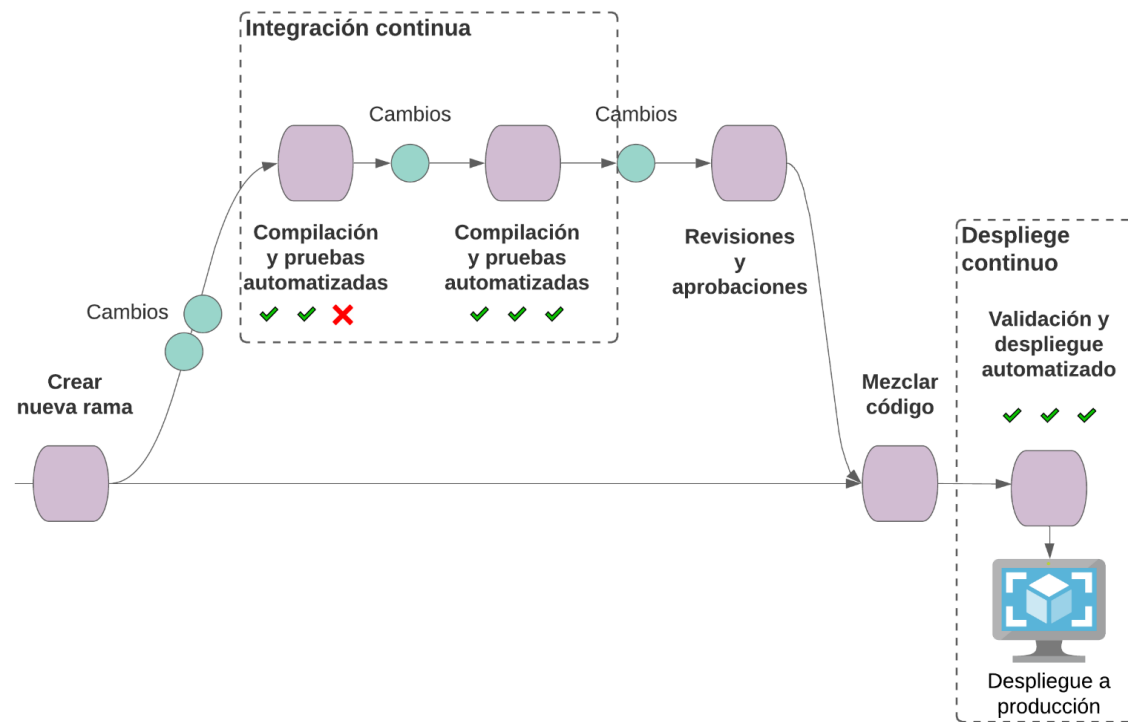 Integración continua
Cambios
Cambios
Compilación
y pruebas
automatizadas
Compilación
y pruebas
automatizadas
Revisiones
y
aprobaciones
Despliege
continuo
Cambios
Validación y
despliegue
automatizado
Crear
nueva rama
Mezclar
código
Despliegue a
producción